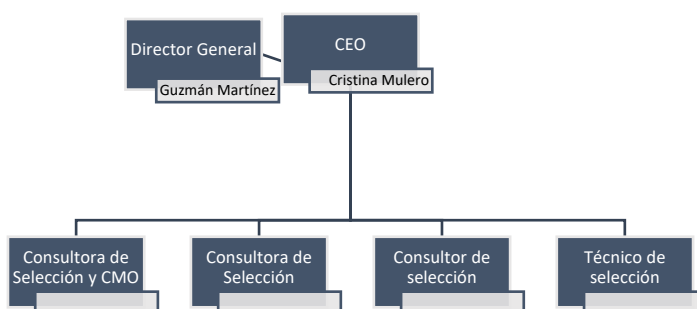 Director General
Guzmán Martínez
CEO
Cristina Mulero
Consultora de
Selección y CMO
Consultora de
Selección
Consultor de
selección
Técnico de
selección